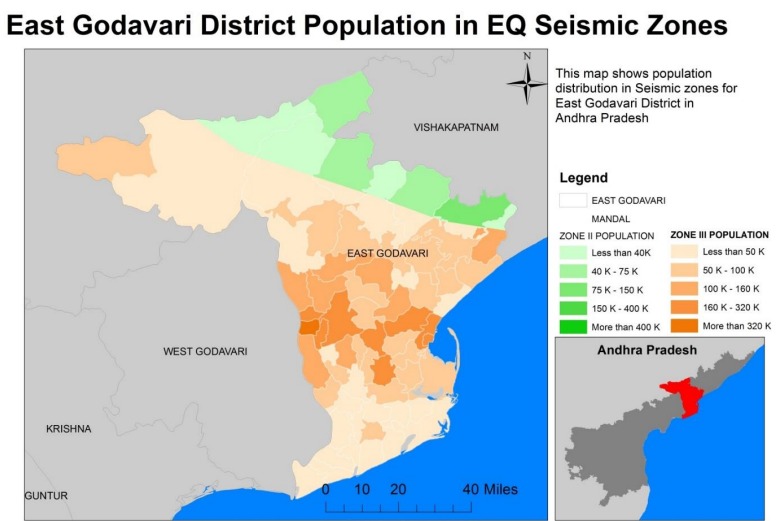 East Godavari District Population in EQ Seismic Zones
N
This map shows population
distribution in Seismic zones for
East Godavari District in
Andhra Pradesh
VISHAKAPATNAM
EAST GODAVARI
WEST GODAVARI
KRISHNA
GUNTUR
0 10 20 40 Miles
Legend
EAST GODAVARI
MANDAL
ZONE II POPULATION
Less than 40K
40 K - 75 K
75 K - 150 K
150 K - 400 K
More than 400 K
ZONE III POPULATION
Less than 50 K
50 K - 100 K
100 K - 160 K
160 K - 320 K
More than 320 K
Andhra Pradesh